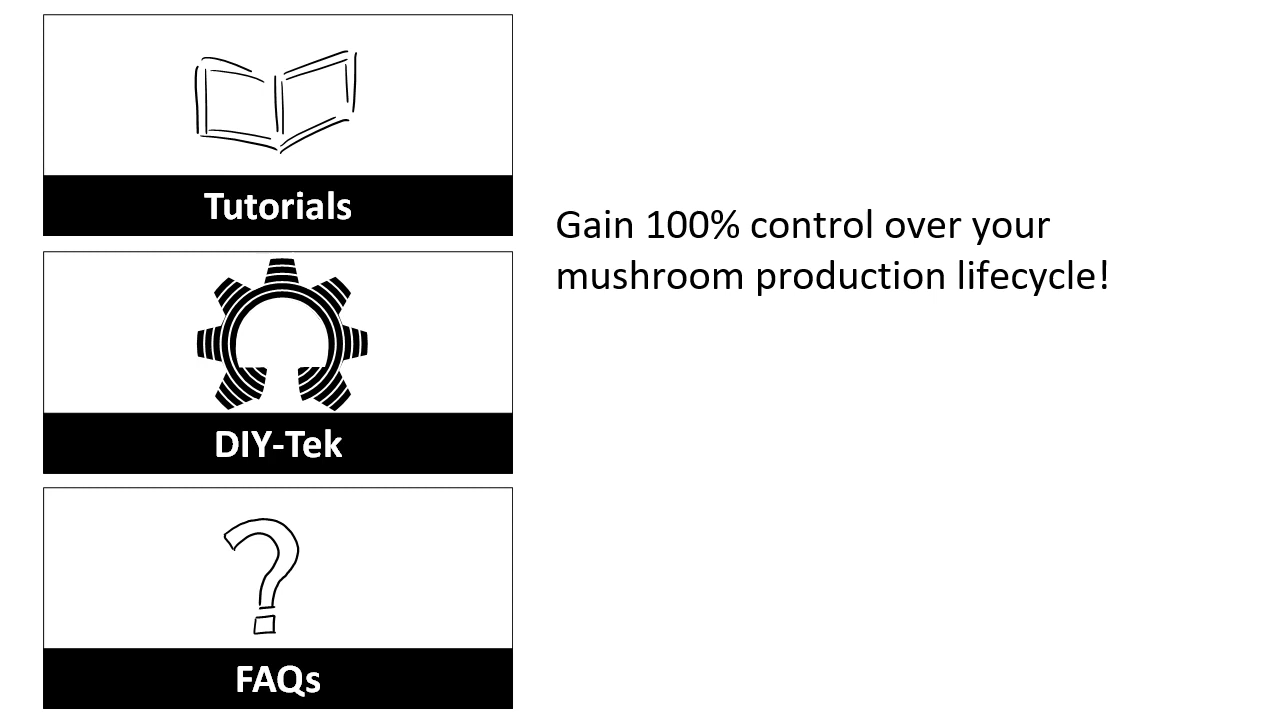 Tutorials
Gain 100% control over your
mushroom production lifecycle!
DIY-Tek
FAQs